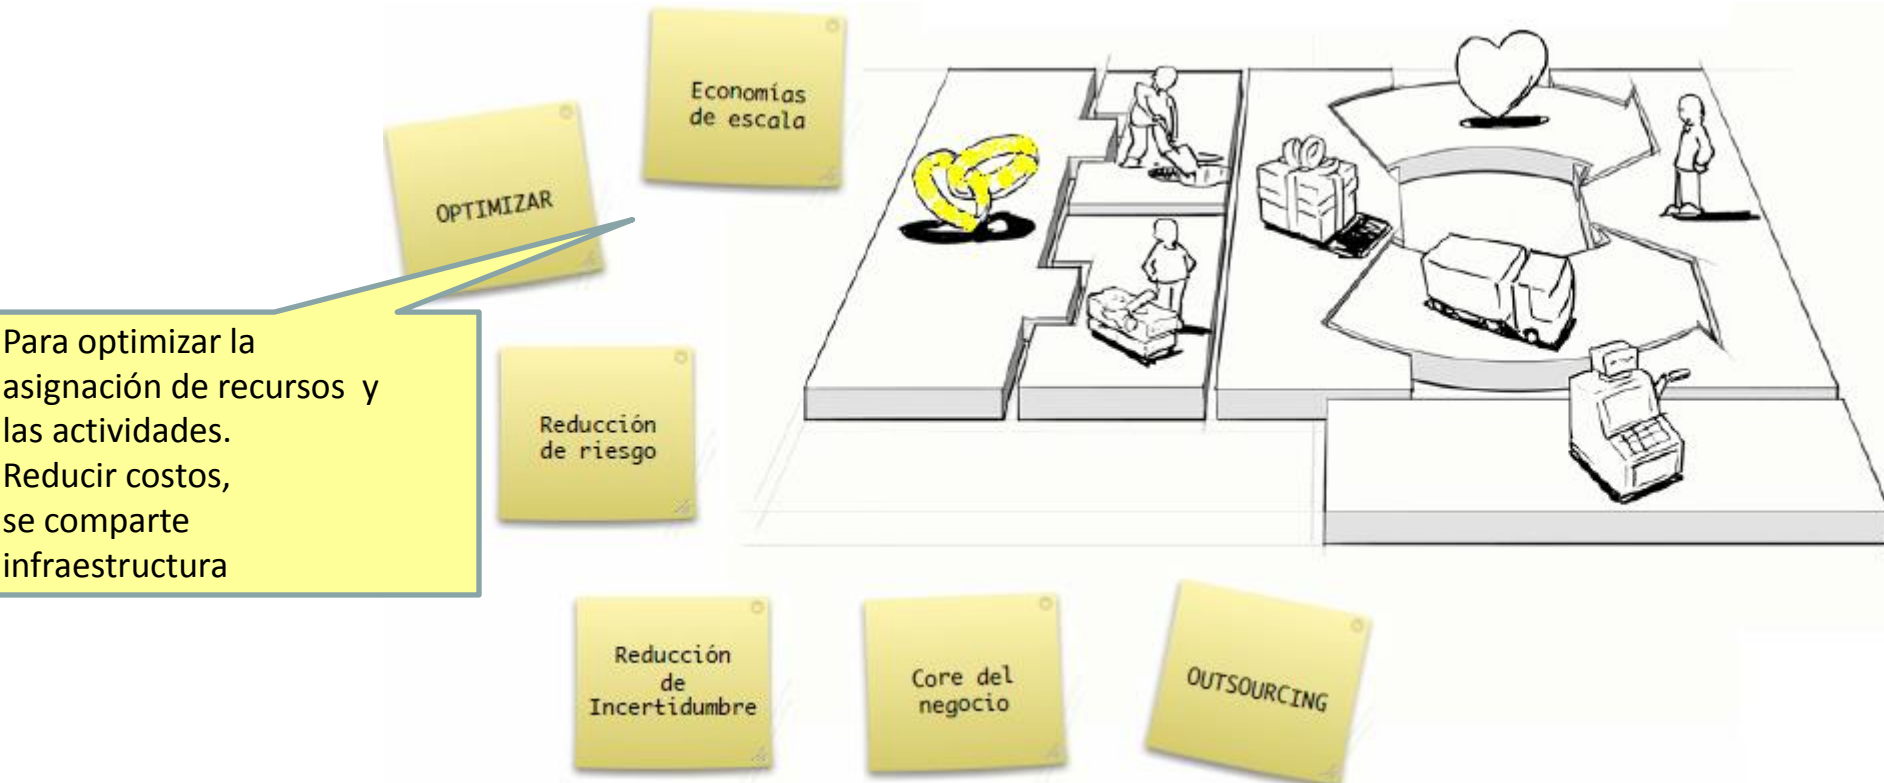 Economías
de escala
OPTIMIZAR
Para optimizar la
asignación de recursos y
las actividades.
Reducir costos,
se comparte
infraestructura
Reducción
de riesgo
Reducción
de
Incertidumbre
Core del
negocio
OUTSOURCING